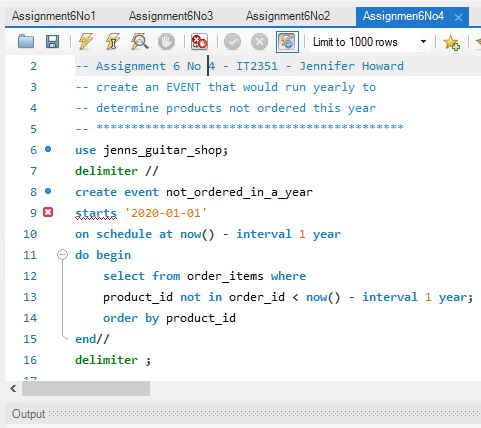 Assignment6No1 Assignment6No3 Assignment6No2 Assignment6No4 ×
Limit to 1000 rows
2 -- Assignment 6 No 4 - IT2351 - Jennifer Howard
3 -- create an EVENT that would run yearly to
4 -- determine products not ordered this year
5 -- ********************************************
6 use jenns_guitar_shop;
7 delimiter //
8 create event not_ordered_in_a_year
9 starts '2020-01-01'
10 on schedule at now() - interval 1 year
11 do begin
12 select from order_items where
13 product_id not in order_id < now() - interval 1 year;
14 order by product_id
15 end//
16 delimiter ;
17
Output